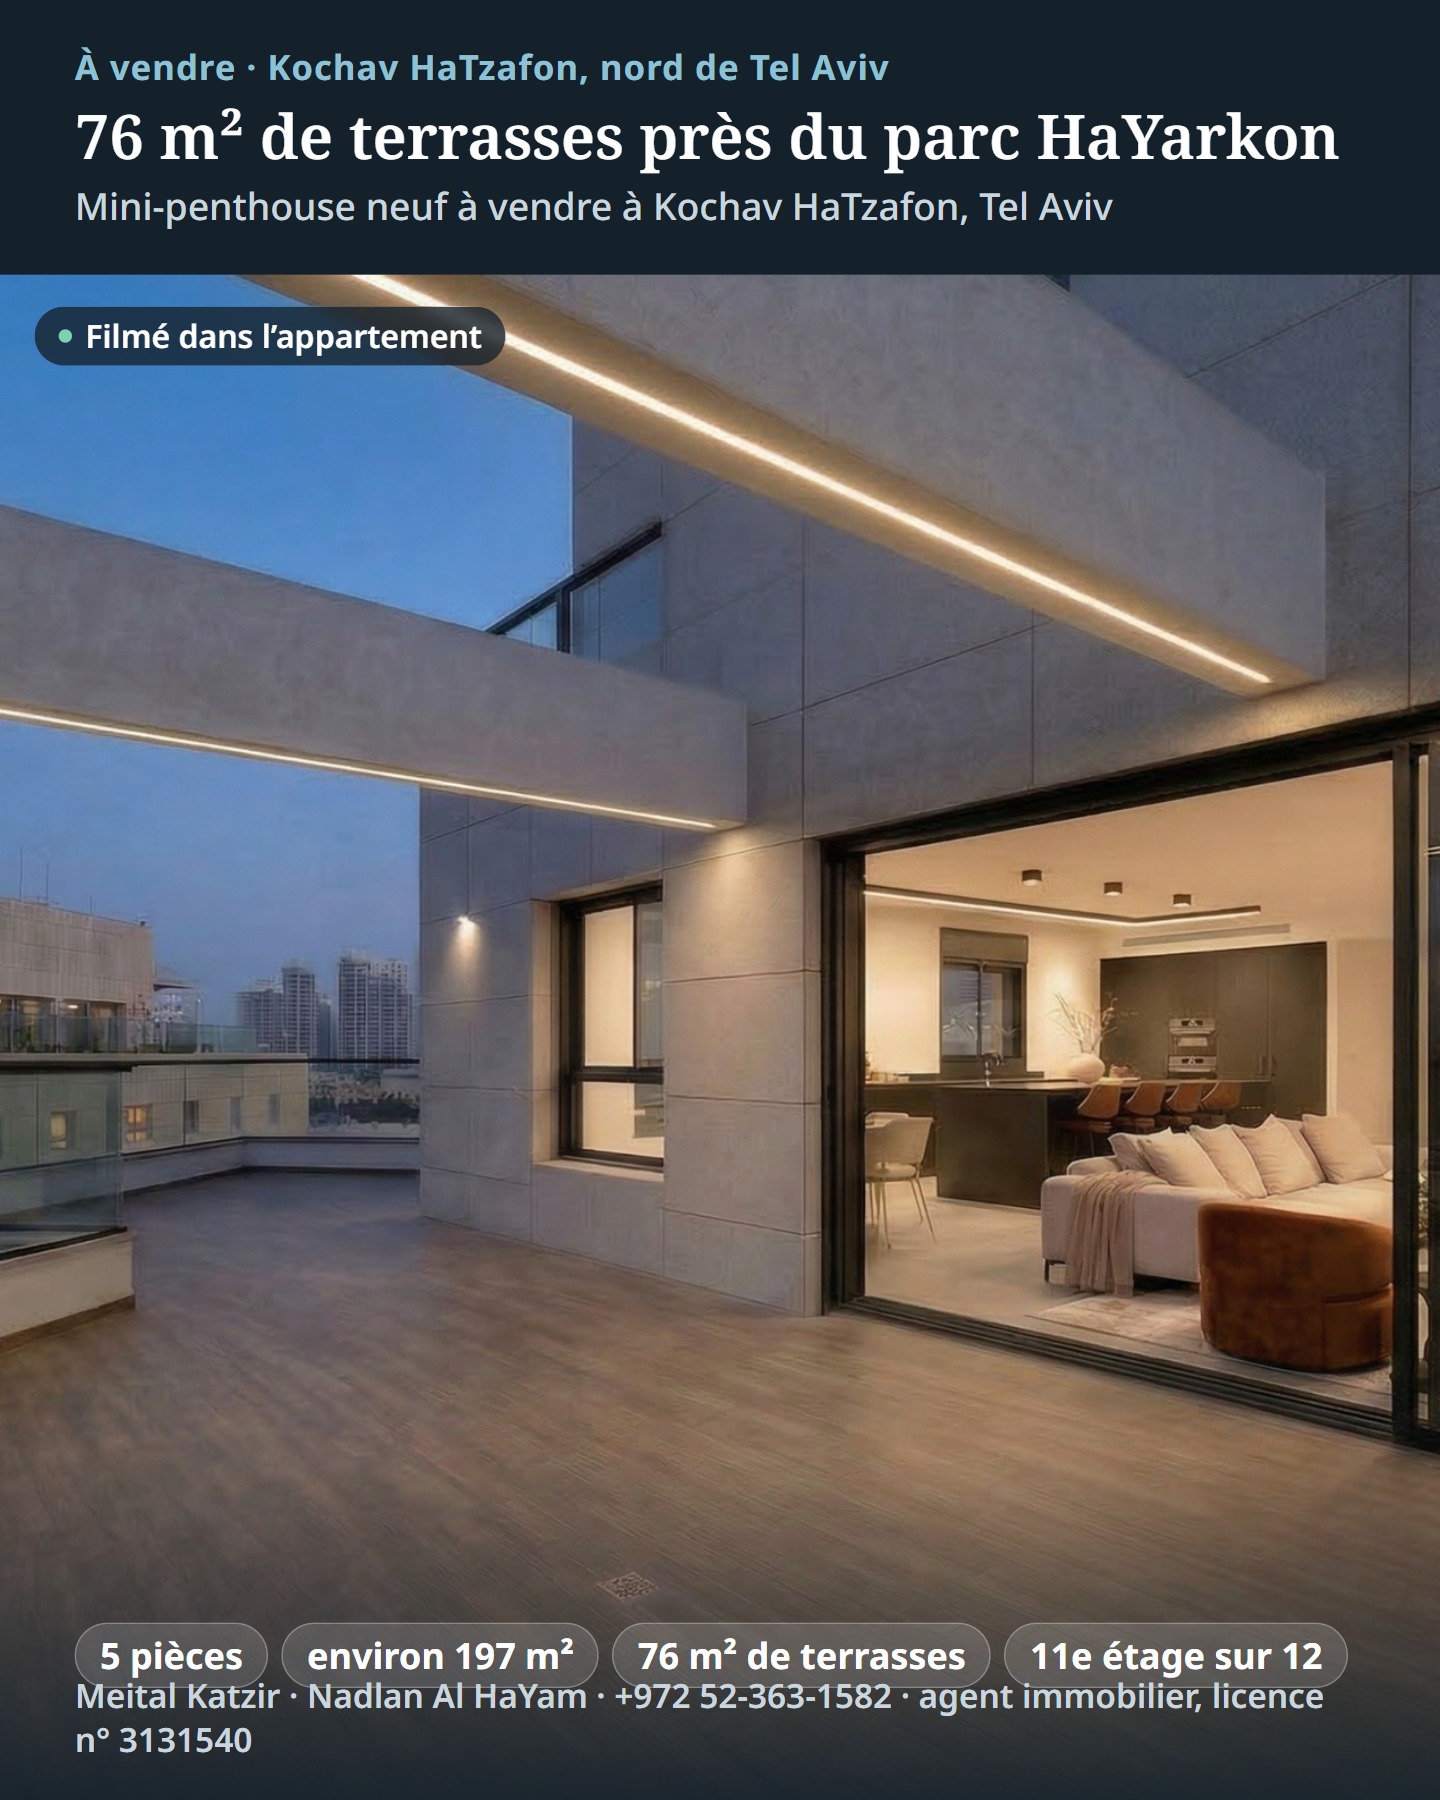 À vendre · Kochav HaTzafon, nord de Tel Aviv
76 m² de terrasses près du parc HaYarkon
Mini-penthouse neuf à vendre à Kochav HaTzafon, Tel Aviv
Filmé dans l’appartement
5 pièces environ 197 m² 76 m² de terrasses 11e étage sur 12
Meital Katzir · Nadlan Al HaYam · +972 52-363-1582 · agent immobilier, licence
n° 3131540